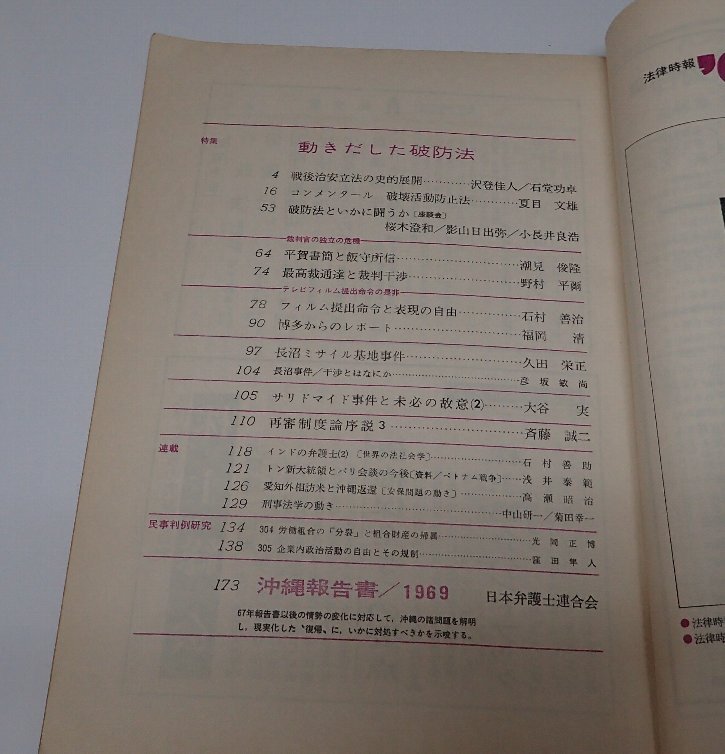 法律時報
特集
動きだした破防法
4 戦後治安立法の史的展開…………沢登佳人／石堂功卓
16 コンメンタール 破壊活動防止法…………夏目 文雄
53 破防法といかに闘うか〔座談会〕
桜木澄和／影山日出弥／小長井良浩
裁判官の独立の危機
64 平賀書簡と飯守所信…………潮見 俊隆
74 最高裁通達と裁判干渉…………野村 平爾
テレビフィルム提出命令の是非
78 フィルム提出命令と表現の自由…………石村 善治
90 博多からのレポート…………福岡 清
97 長沼ミサイル基地事件…………久田 栄正
104 長沼事件／干渉とはなにか…………彦坂敏尚
105 サリドマイド事件と未必の故意(2)…………大谷 実
110 再審制度論序説 3…………斉藤 誠二
連載
118 インドの弁護士(2)〔世界の法社会学〕…………石村善助
121 トン新大統領とパリ会談の今後〔資料／ベトナム戦争〕…………浅井泰範
126 愛知外相訪米と沖縄返還〔安保問題の動き〕…………高瀬昭治
129 刑事法学の動き…………中山研一／菊田幸一
民事判例研究
134 304 労働組合の「分裂」と組合財産の帰属…………光岡正博
138 305 企業内政治活動の自由とその規制…………窪田隼人
173 沖縄報告書／1969 日本弁護士連合会
67年報告書以後の情勢の変化に対応して，沖縄の諸問題を解明
し，現実化した〝復帰〟に，いかに対処すべきかを示唆する。
●法律時
●法律時